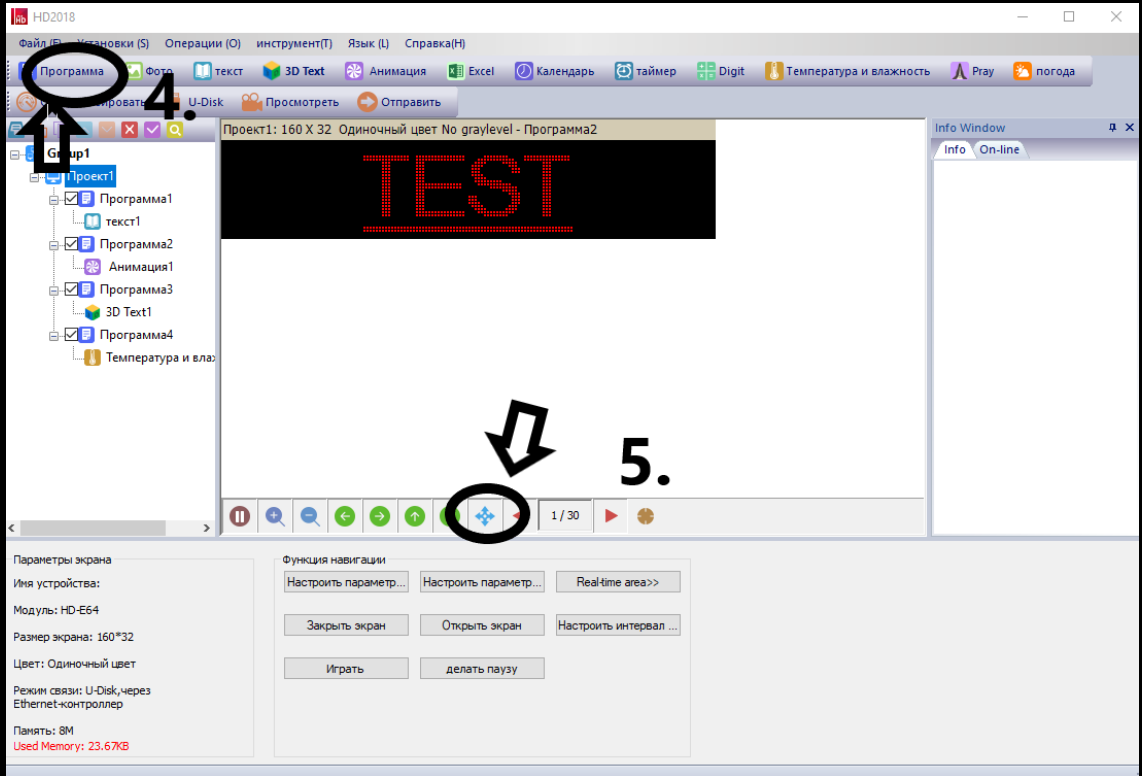 HD2018
Файл (F) Установки (S) Операции (O) инструмент(T) Язык (L) Справка(H)
Программа Фото текст 3D Text Анимация Excel Календарь таймер Digit Температура и влажность Pray погода
4.
U-Disk Просмотреть Отправить
Group1
Проект1
Программа1
текст1
Программа2
Анимация1
Программа3
3D Text1
Программа4
Температура и вла
Проект1: 160 X 32 Одиночный цвет No graylevel - Программа2
TEST
Info Window
Info On-line
5.
1 / 30
Параметры экрана
Имя устройства:
Модуль: HD-E64
Размер экрана: 160*32
Цвет: Одиночный цвет
Режим связи: U-Disk,через
Ethernet-контроллер
Память: 8M
Used Memory: 23.67KB
Функция навигации
Настроить параметр... Настроить параметр... Real-time area>>
Закрыть экран Открыть экран Настроить интервал ...
Играть делать паузу